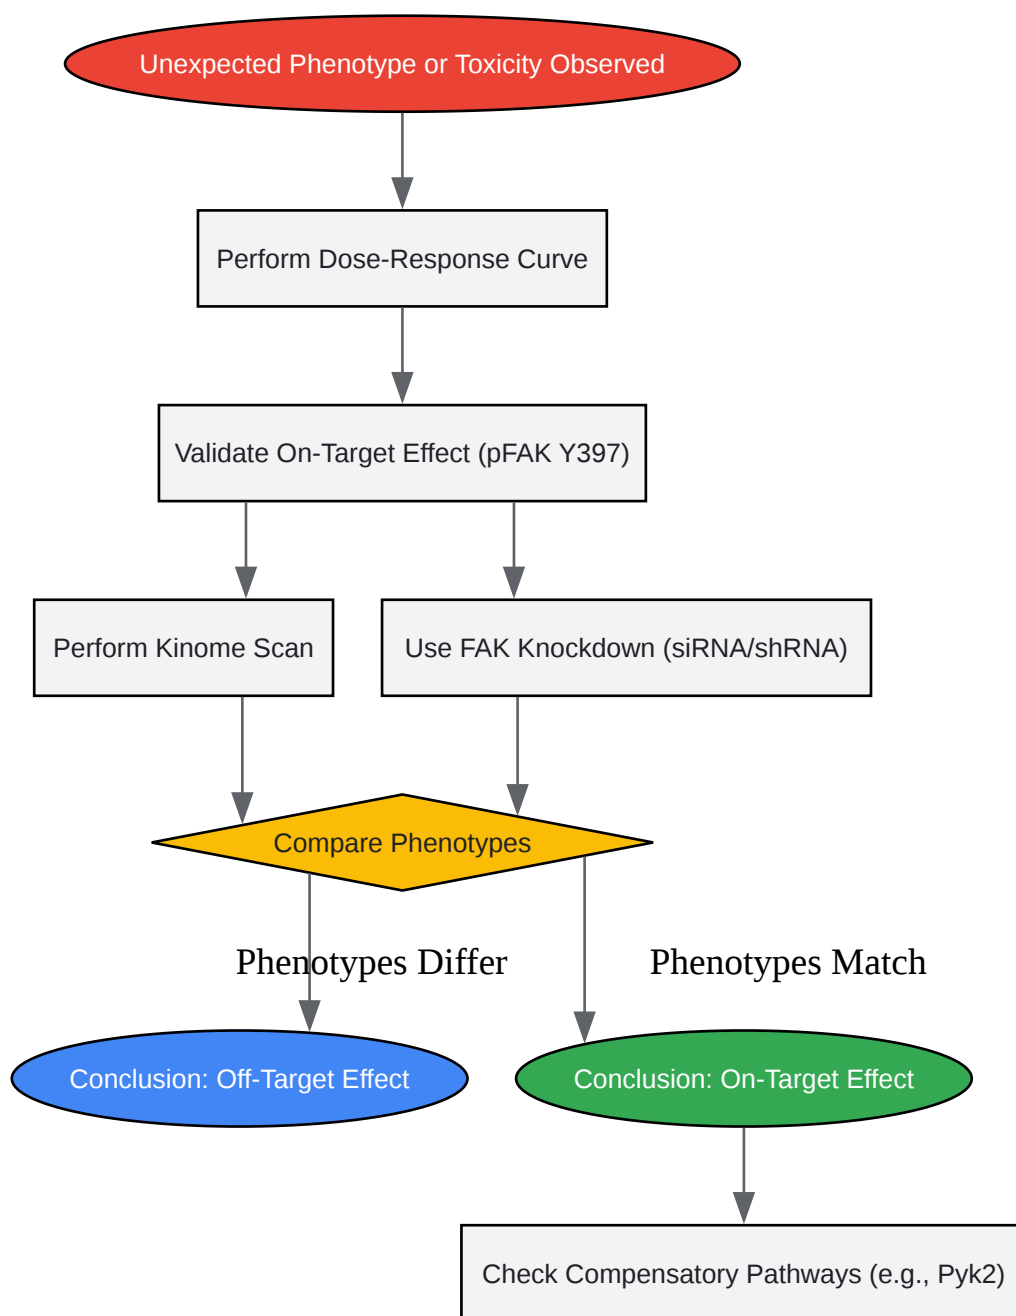 Unexpected Phenotype or Toxicity Observed
Perform Dose-Response Curve
Validate On-Target Effect (pFAK Y397)
Perform Kinome Scan
Use FAK Knockdown (siRNA/shRNA)
Compare Phenotypes
Phenotypes Differ
Phenotypes Match
Conclusion: Off-Target Effect
Conclusion: On-Target Effect
Check Compensatory Pathways (e.g., Pyk2)